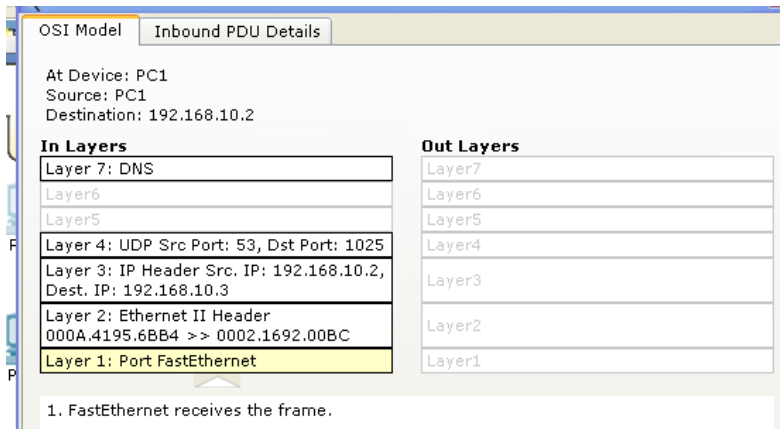 OSI Model
Inbound PDU Details
At Device: PC1
Source: PC1
Destination: 192.168.10.2
In Layers
Layer 7: DNS
Layer6
Layer5
Layer 4: UDP Src Port: 53, Dst Port: 1025
Layer 3: IP Header Src. IP: 192.168.10.2,
Dest. IP: 192.168.10.3
Layer 2: Ethernet II Header
000A.4195.6BB4 >> 0002.1692.00BC
Layer 1: Port FastEthernet
Out Layers
Layer7
Layer6
Layer5
Layer4
Layer3
Layer2
Layer1
1. FastEthernet receives the frame.